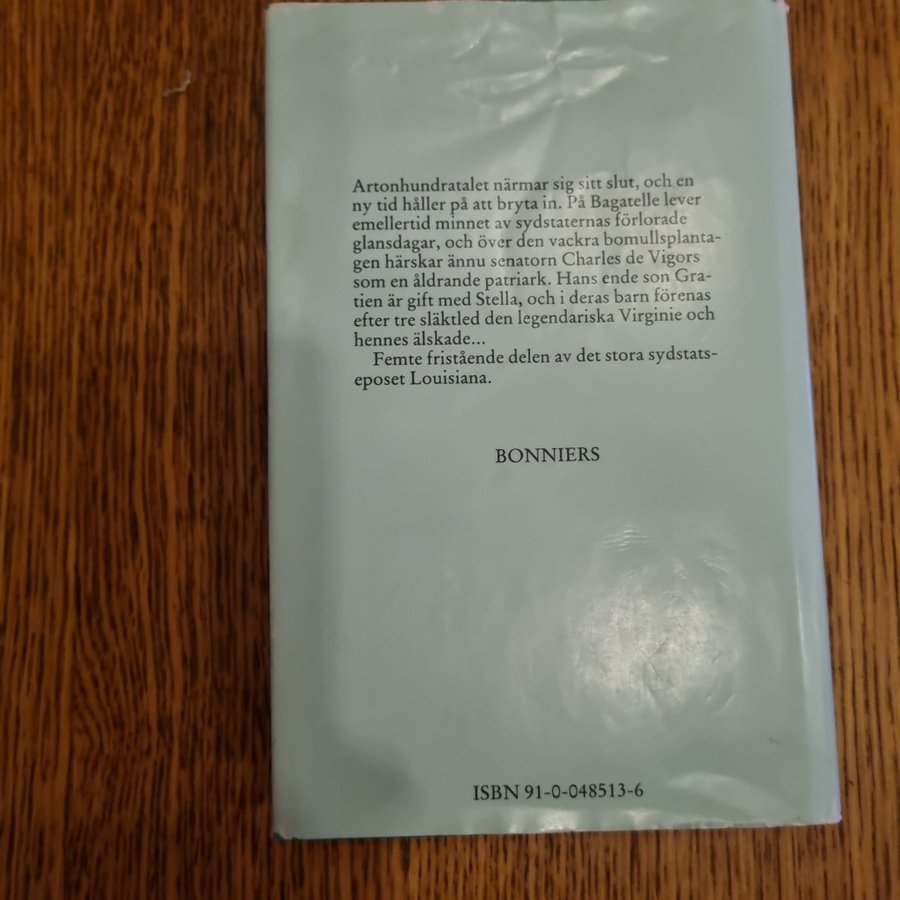 Artonhundratalet närmar sig sitt slut, och en
ny tid håller på att bryta in. På Bagatelle lever
emellertid minnet av sydstaternas förlorade
glansdagar, och över den vackra bomullsplanta-
gen härskar ännu senatorn Charles de Vigors
som en åldrande patriark. Hans ende son Gra-
tien är gift med Stella, och i deras barn förenas
efter tre släktled den legendariska Virginie och
hennes älskade...
Femte fristående delen av det stora sydstats-
eposet Louisiana.
BONNIERS
ISBN 91-0-048513-6